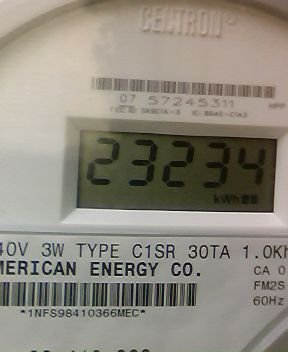 CENTRON
07 57245311
23234
kWh
40V 3W TYPE C1SR 30TA 1.0Kh
MERICAN ENERGY CO.
CA 0
FM2S
60Hz
*1NFS98410366MEC*